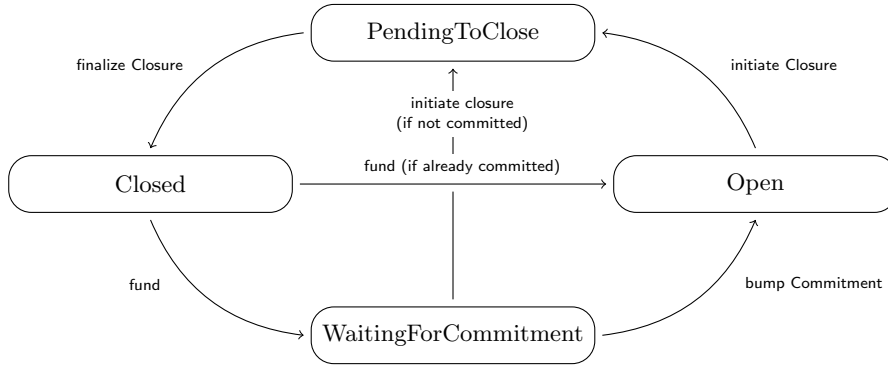 PendingToClose
finalize Closure
initiate Closure
initiate closure
(if not committed)
fund (if already committed)
Closed
Open
fund
bump Commitment
WaitingForCommitment